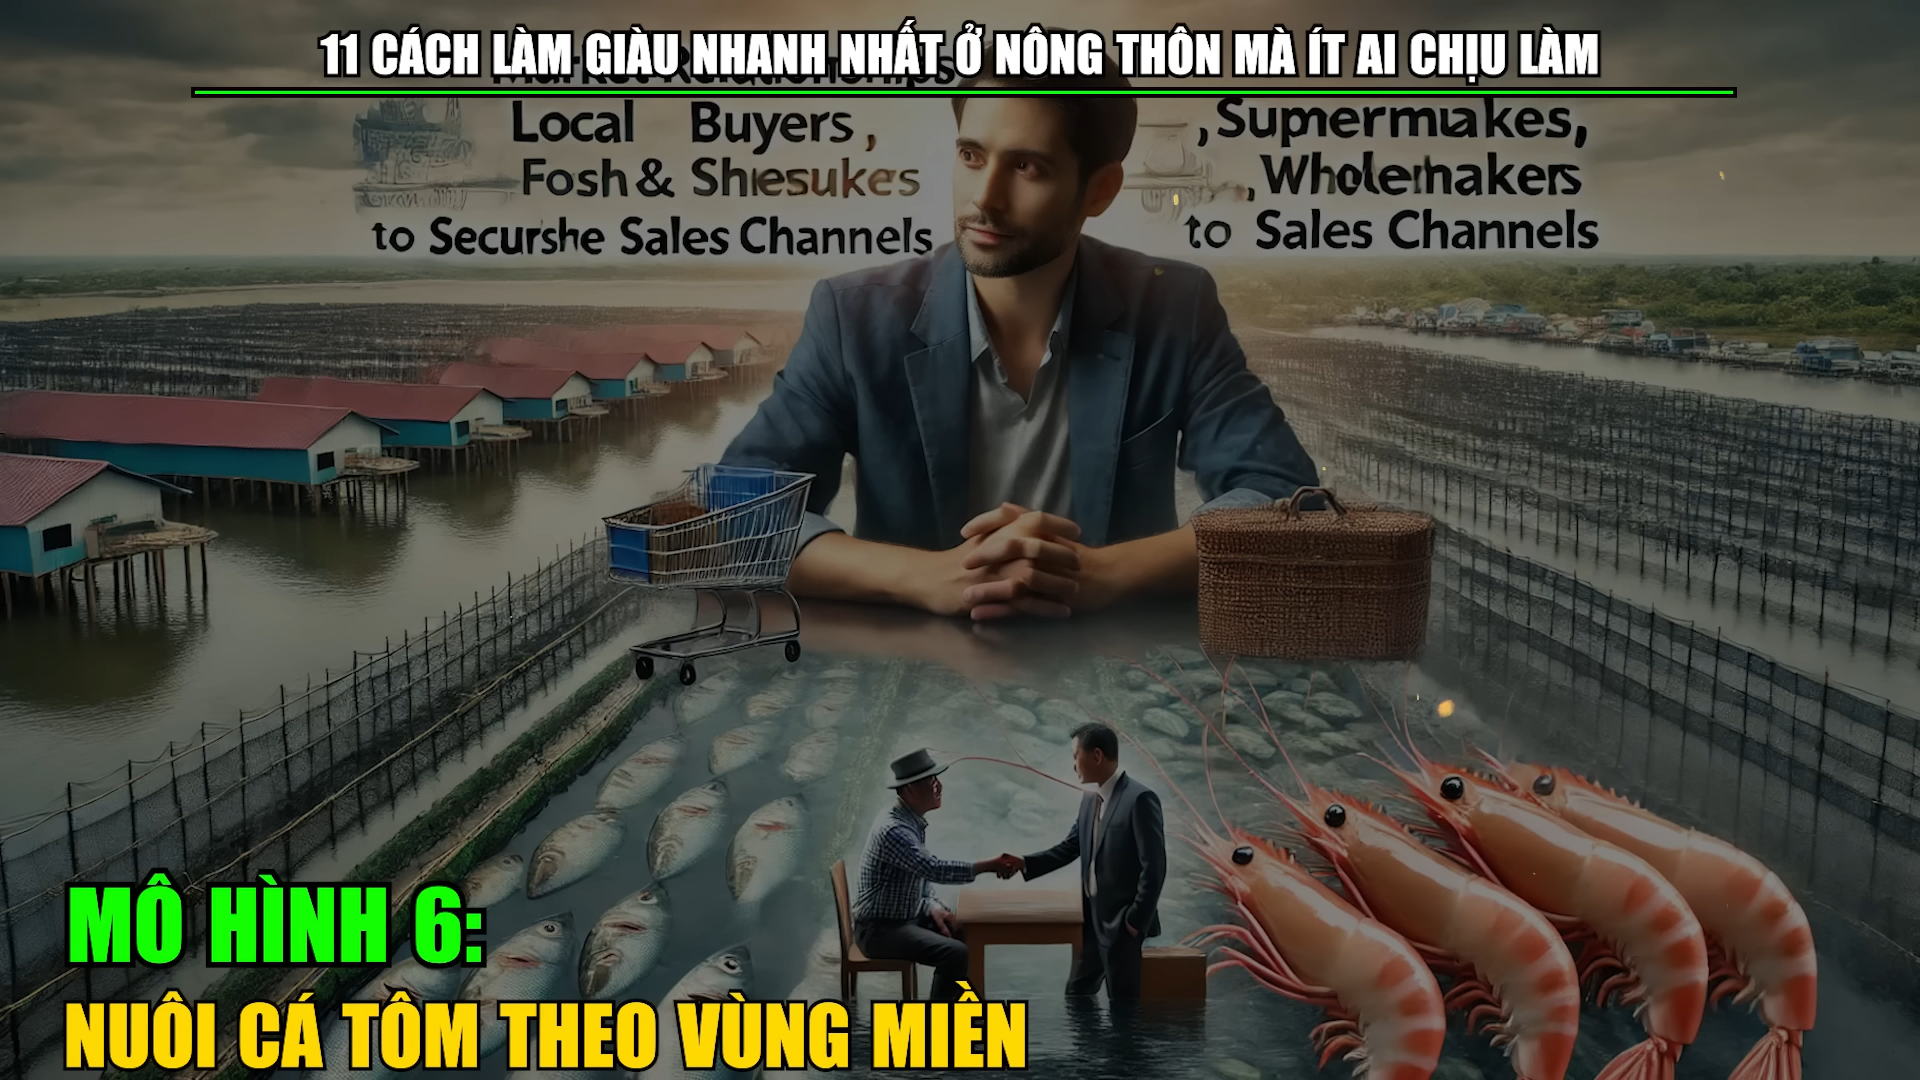 11 CÁCH LÀM GIÀU NHANH NHẤT Ở NÔNG THÔN MÀ ÍT AI CHỊU LÀM
Local Buyers,
Fosh & Shiesukes
to Securshe Sales Channels
, Supmermakes,
, Wholemakers
to Sales Channels
MÔ HÌNH 6:
NUÔI CÁ TÔM THEO VÙNG MIỀN